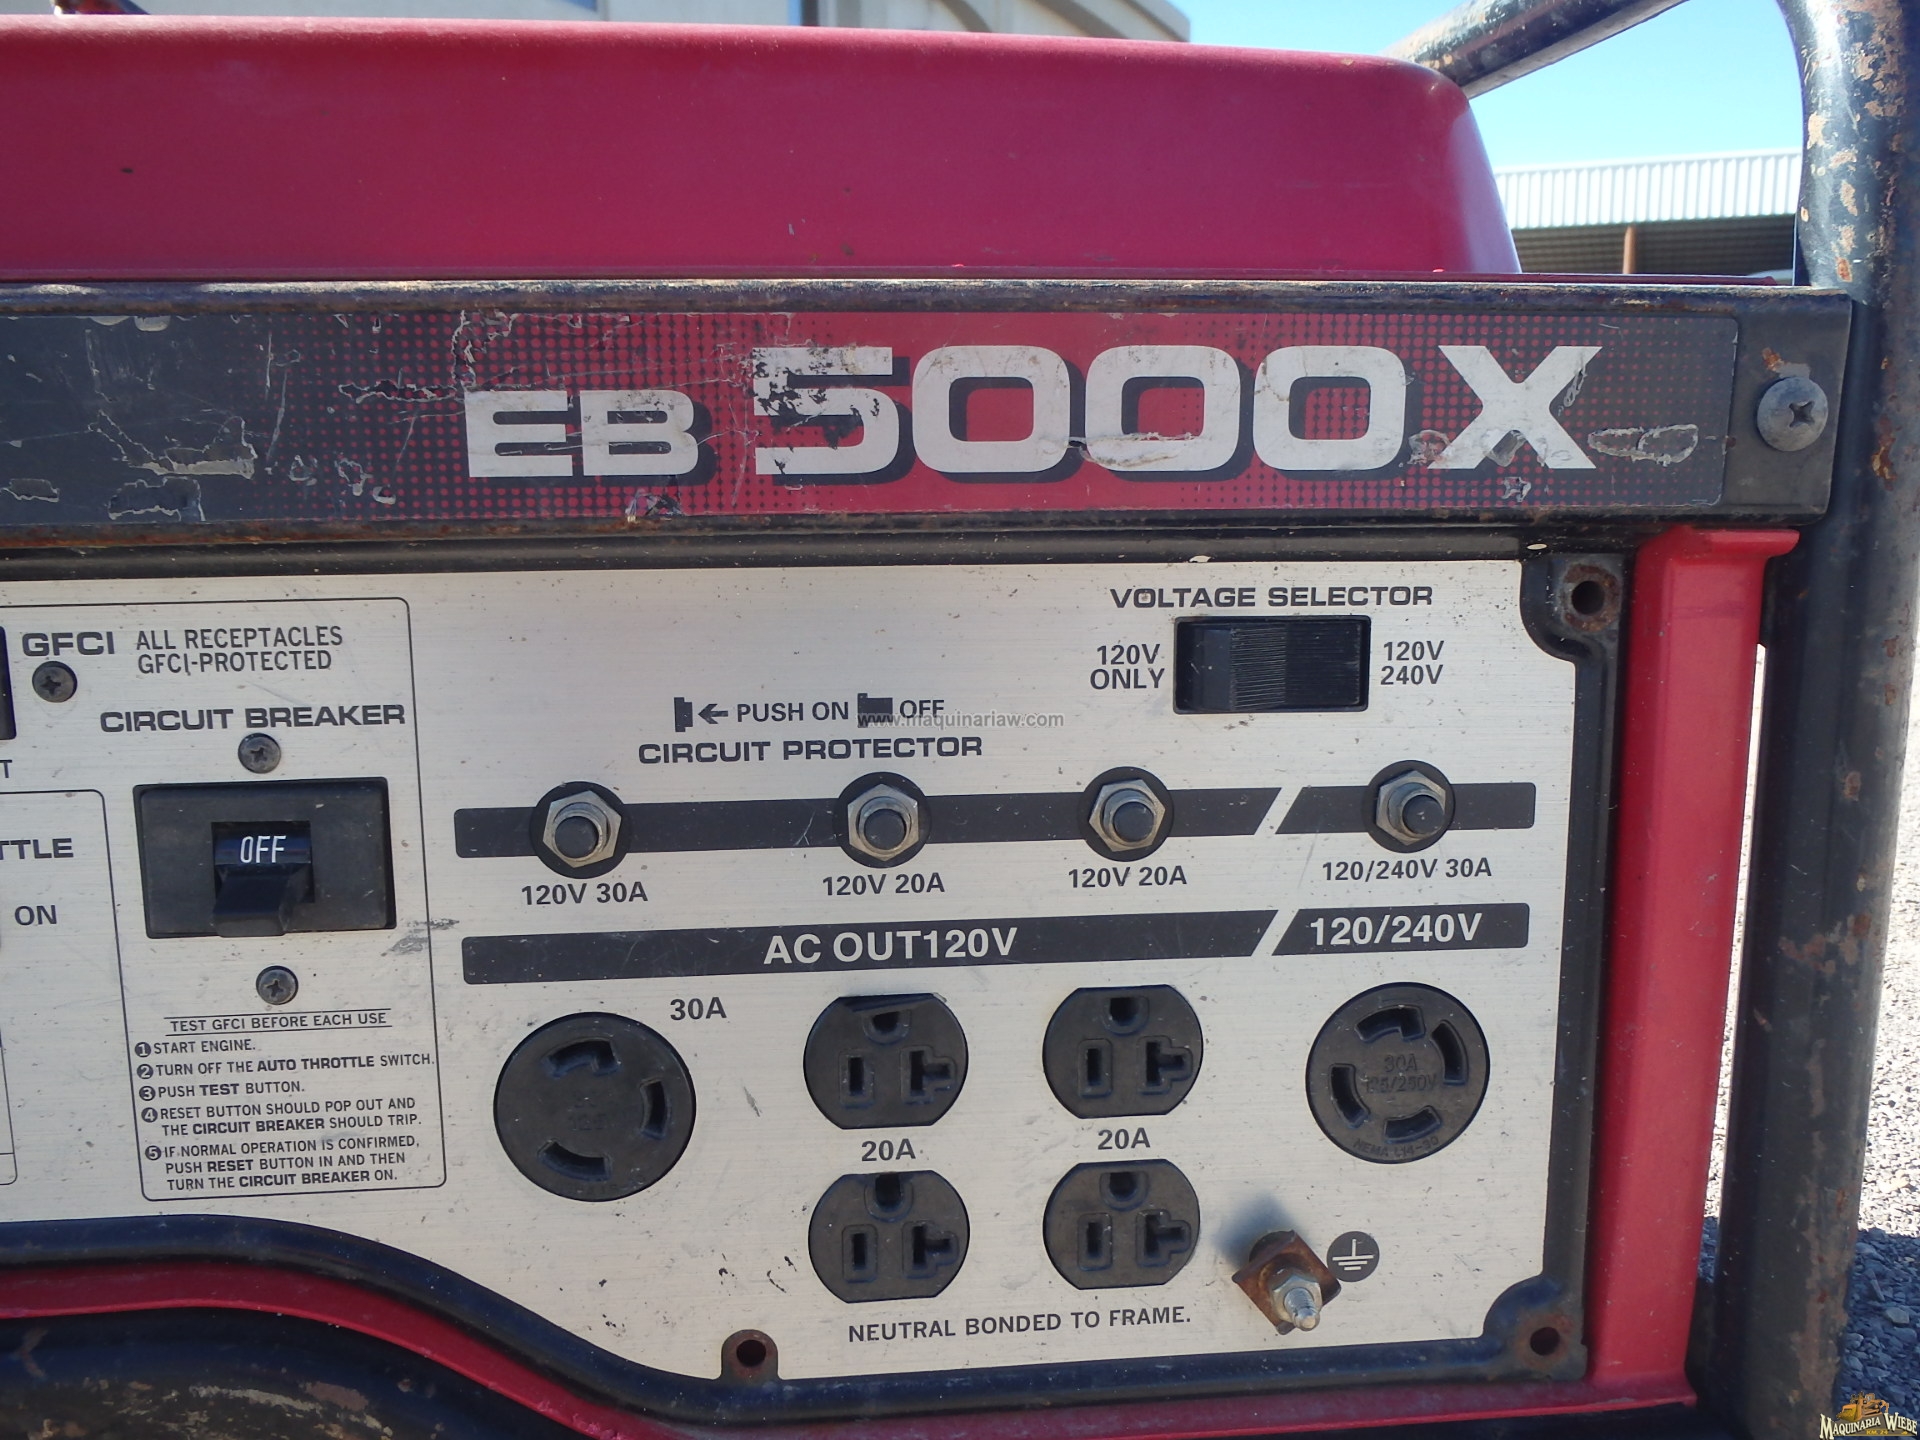 EB 5000X
VOLTAGE SELECTOR
120V ONLY
120V 240V
GFCI ALL RECEPTACLES
GFCI-PROTECTED
CIRCUIT BREAKER
PUSH ON OFF
www.maquinariaw.com
CIRCUIT PROTECTOR
OFF
ON
120V 30A
120V 20A
120V 20A
120/240V 30A
AC OUT120V
120/240V
30A
20A
20A
30A
NEMA L14-30
TEST GFCI BEFORE EACH USE
1 START ENGINE.
2 TURN OFF THE AUTO THROTTLE SWITCH.
3 PUSH TEST BUTTON.
4 RESET BUTTON SHOULD POP OUT AND
THE CIRCUIT BREAKER SHOULD TRIP.
5 IF NORMAL OPERATION IS CONFIRMED,
PUSH RESET BUTTON IN AND THEN
TURN THE CIRCUIT BREAKER ON.
NEUTRAL BONDED TO FRAME.
MAQUINARIA WIEBE
KM. 24